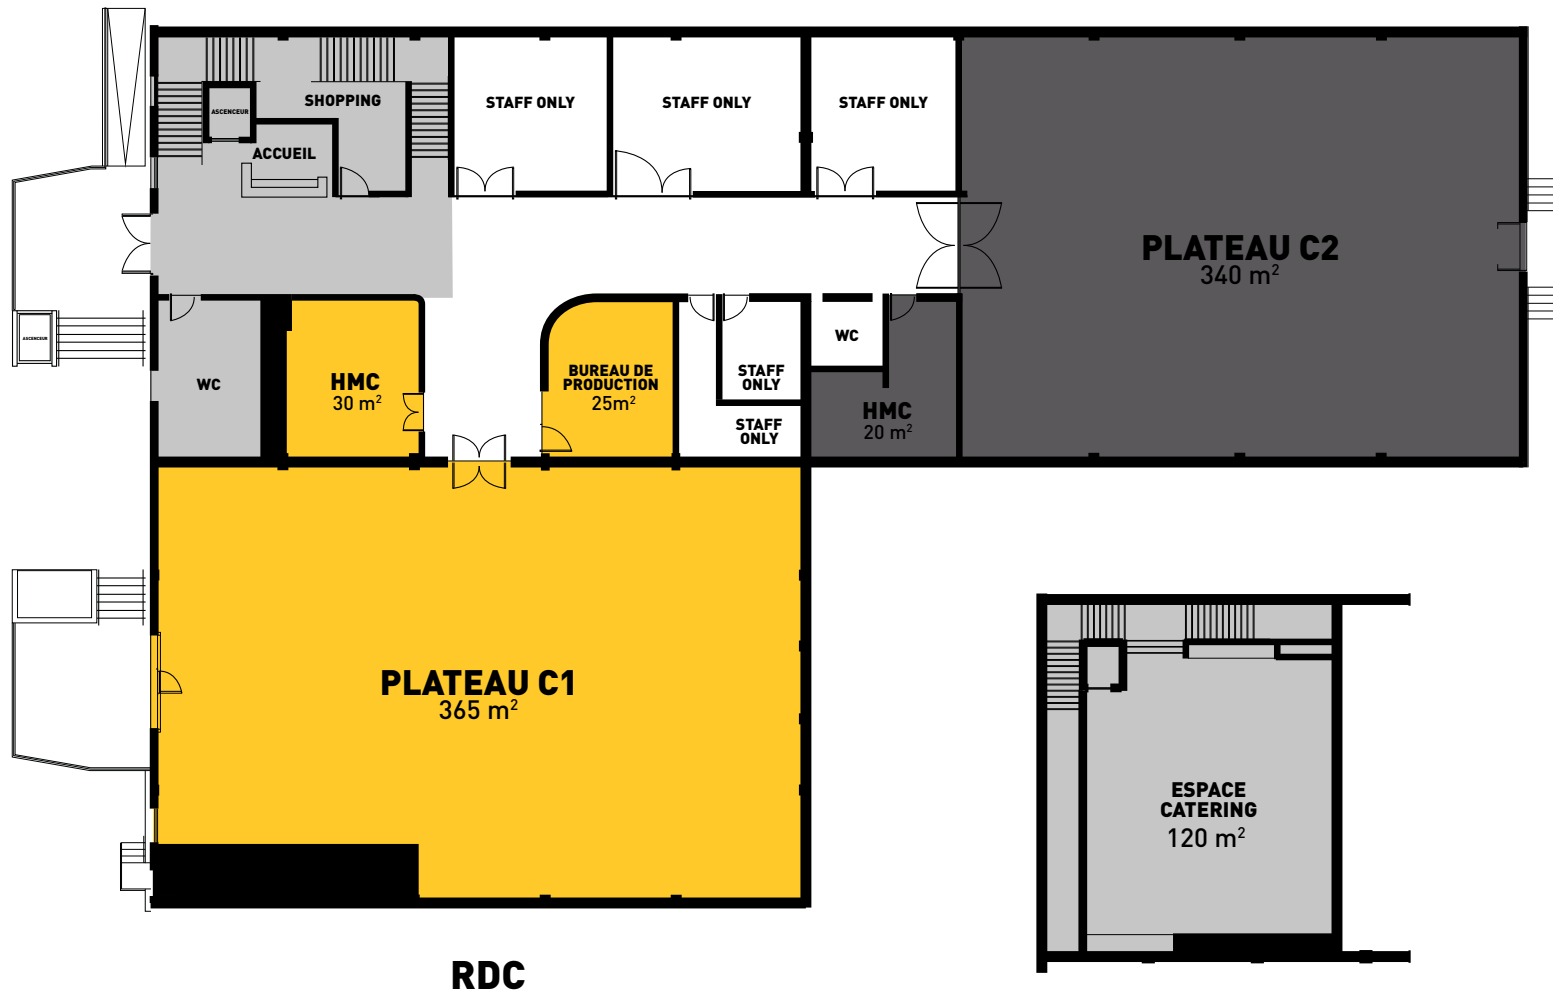 SHOPPING
STAFF ONLY
STAFF ONLY
STAFF ONLY
ASCENCEUR
ACCUEIL
PLATEAU C2
340 m²
ASCENCEUR
WC
WC
HMC
30 m²
BUREAU DE
PRODUCTION
25m²
STAFF
ONLY
STAFF
ONLY
HMC
20 m²
PLATEAU C1
365 m²
ESPACE
CATERING
120 m²
RDC